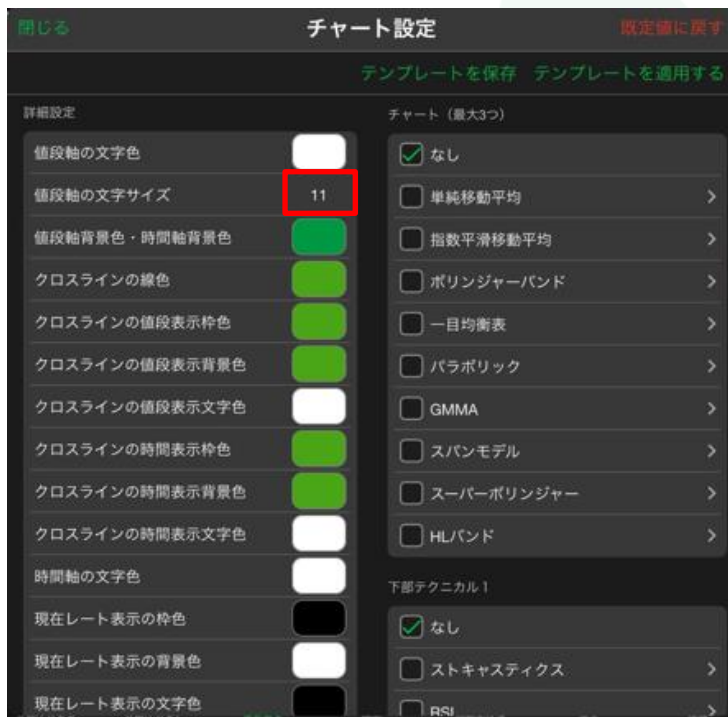 閉じる
チャート設定
既定値に戻す
テンプレートを保存
テンプレートを適用する
詳細設定
値段軸の文字色
値段軸の文字サイズ
11
値段軸背景色・時間軸背景色
クロスラインの線色
クロスラインの値段表示枠色
クロスラインの値段表示背景色
クロスラインの値段表示文字色
クロスラインの時間表示枠色
クロスラインの時間表示背景色
クロスラインの時間表示文字色
時間軸の文字色
現在レート表示の枠色
現在レート表示の背景色
現在レート表示の文字色
チャート（最大3つ）
なし
単純移動平均
指数平滑移動平均
ボリンジャーバンド
一目均衡表
パラボリック
GMMA
スパンモデル
スーパーボリンジャー
HLバンド
下部テクニカル 1
なし
ストキャスティクス
RSI